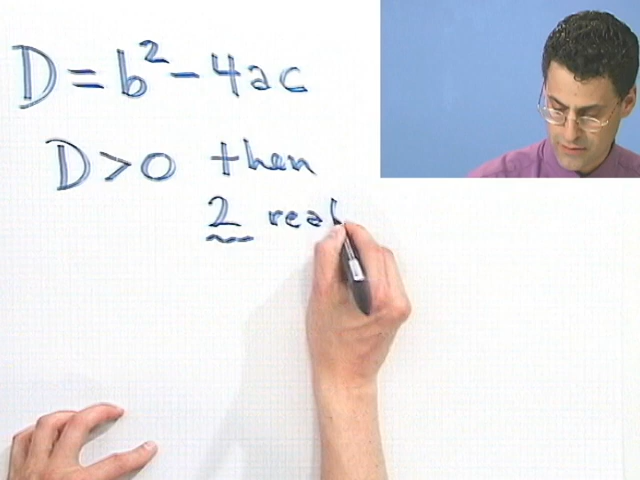 D = b² - 4ac
D > 0 then
2 real